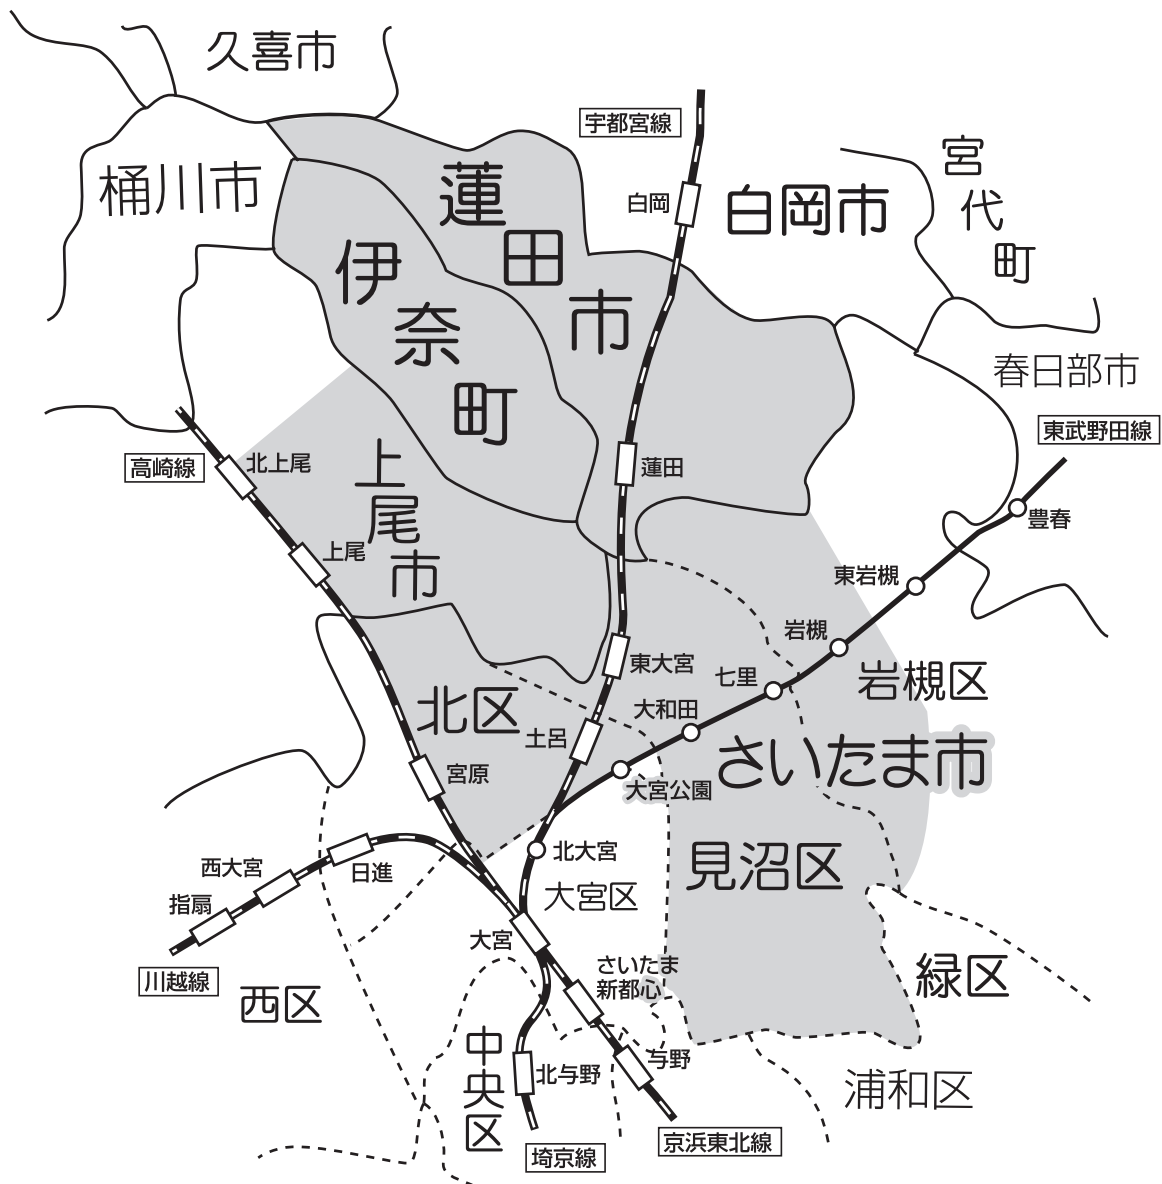 久喜市
宇都宮線
宮代町
桶川市
蓮田市
白岡
白岡市
伊奈町
春日部市
東武野田線
高崎線
北上尾
上尾市
蓮田
豊春
上尾
東岩槻
岩槻
東大宮
七里
岩槻区
北区
大和田
土呂
さいたま市
宮原
大宮公園
西大宮
日進
北大宮
見沼区
指扇
大宮区
大宮
川越線
さいたま
新都心
緑区
西区
中央区
北与野
与野
浦和区
埼京線
京浜東北線